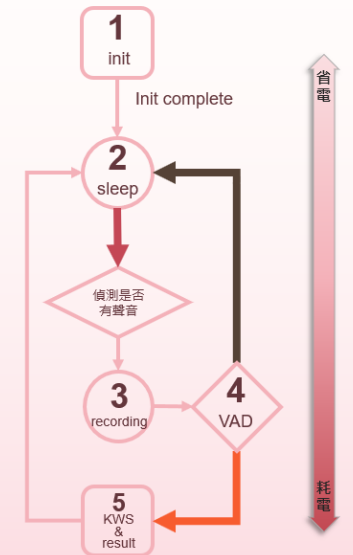 1
init
Init complete
省
電
2
sleep
偵測是否
有聲音
3
recording
4
VAD
5
KWS
&
result
耗
電